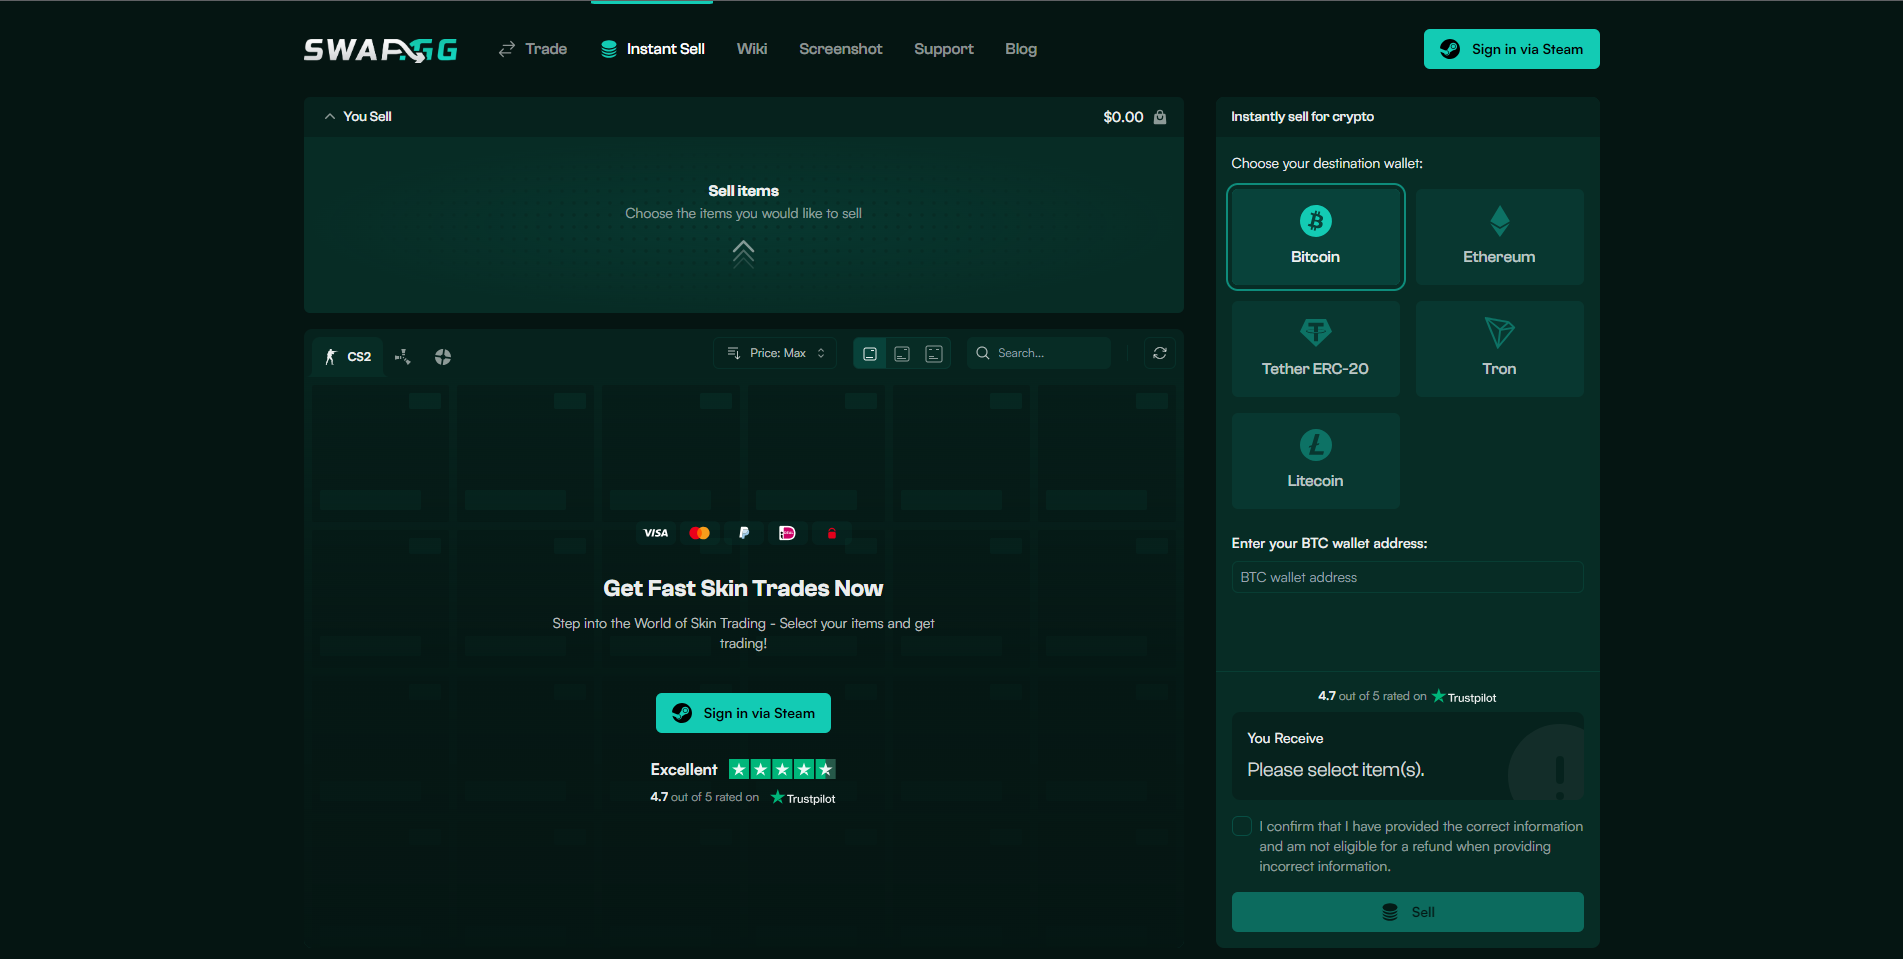 SWAP.GG
Trade
Instant Sell
Wiki
Screenshot
Support
Blog
Sign in via Steam
You Sell
$0.00
Sell items
Choose the items you would like to sell
CS2
Price: Max
Search...
VISA
Get Fast Skin Trades Now
Step into the World of Skin Trading - Select your items and get
trading!
Sign in via Steam
Excellent
4.7 out of 5 rated on Trustpilot
Instantly sell for crypto
Choose your destination wallet:
Bitcoin
Ethereum
Tether ERC-20
Tron
Litecoin
Enter your BTC wallet address:
BTC wallet address
4.7 out of 5 rated on Trustpilot
You Receive
Please select item(s).
I confirm that I have provided the correct information
and am not eligible for a refund when providing
incorrect information.
Sell